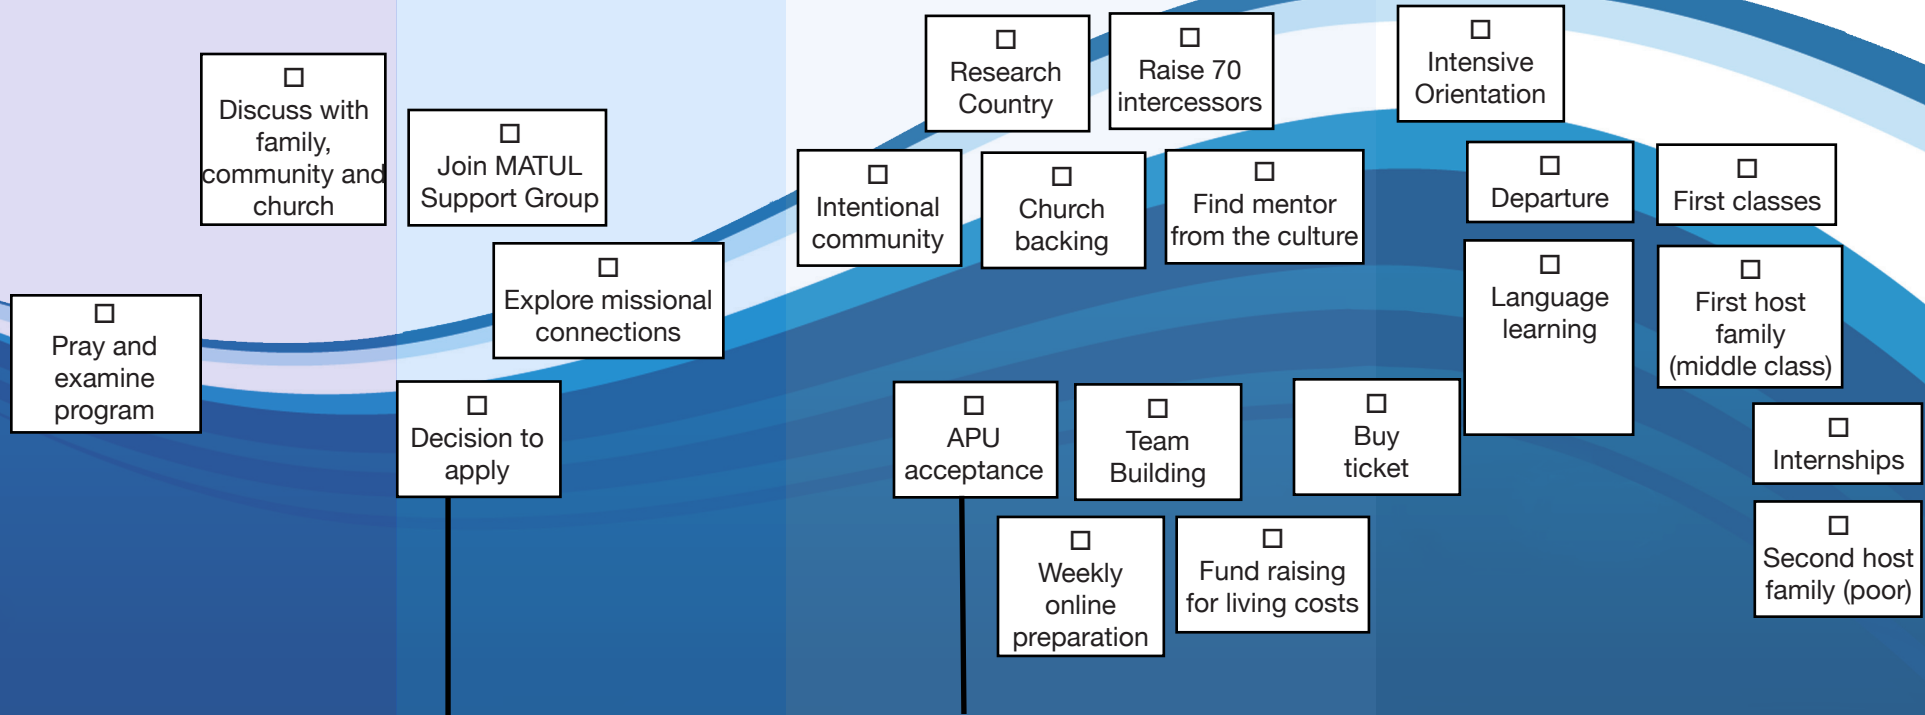 Pray and
examine
program
Discuss with
family,
community and
church
Join MATUL
Support Group
Explore missional
connections
Decision to
apply
Research
Country
Raise 70
intercessors
Intentional
community
Church
backing
Find mentor
from the culture
APU
acceptance
Team
Building
Weekly
online
preparation
Fund raising
for living costs
Buy
ticket
Intensive
Orientation
Departure
First classes
Language
learning
First host
family
(middle class)
Internships
Second host
family (poor)